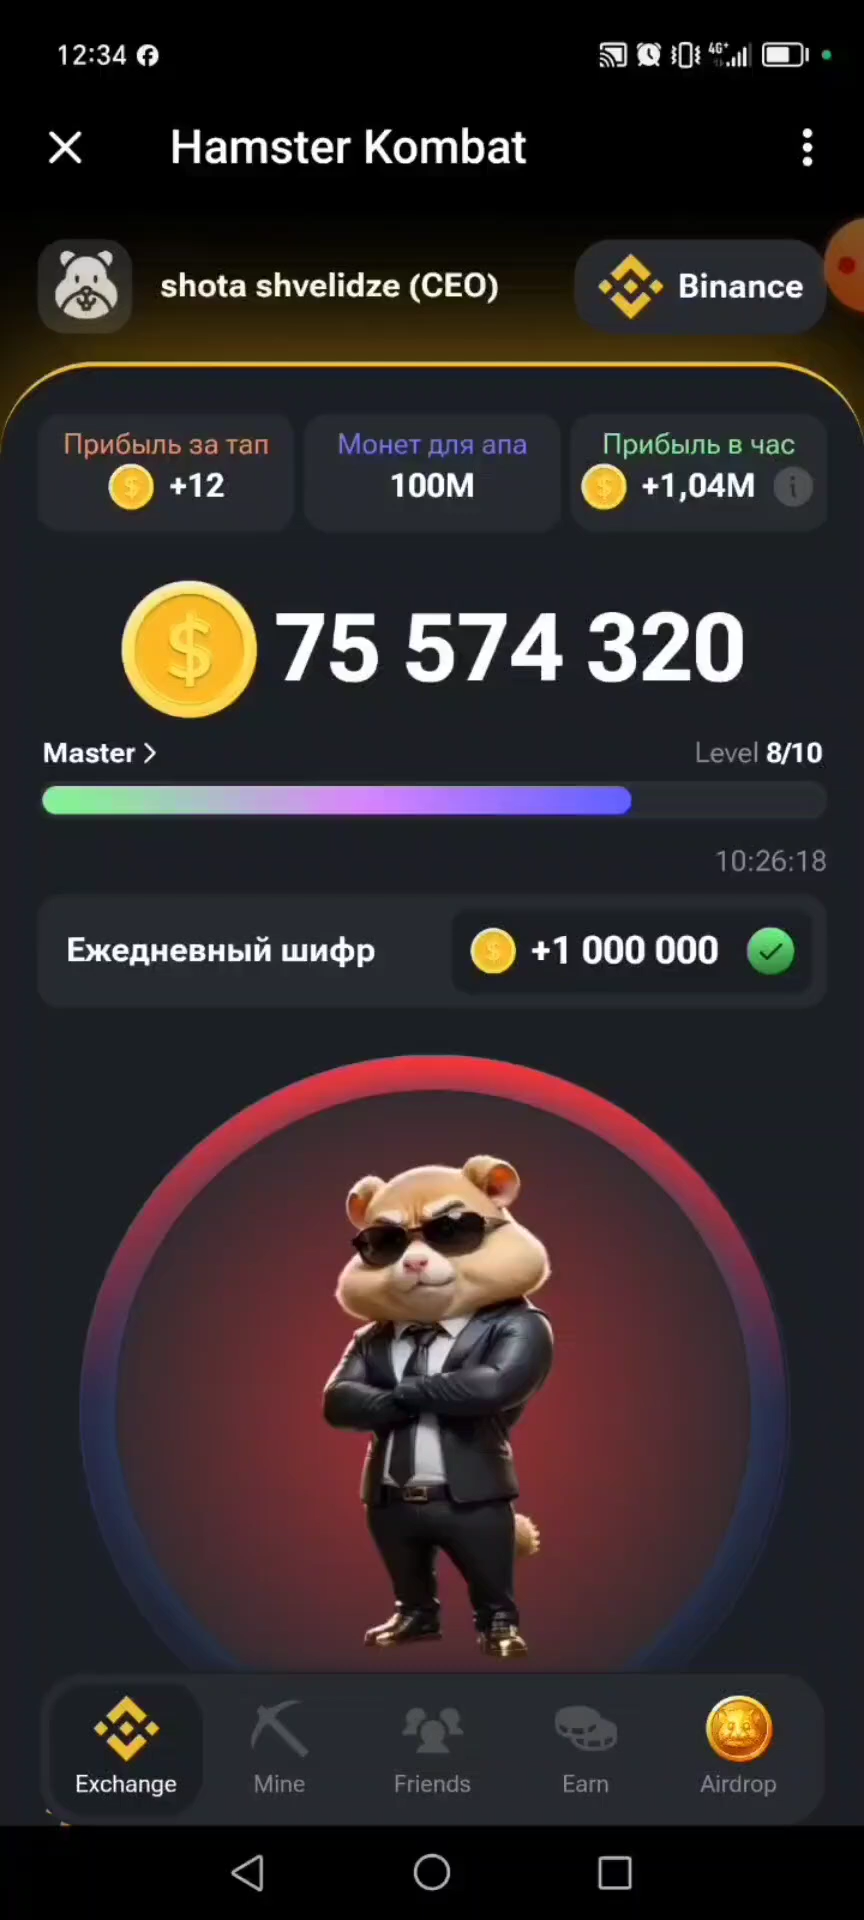 12:34
4G+
Hamster Kombat
shota shvelidze (CEO)
Binance
Прибыль за тап
+12
Монет для апа
100M
Прибыль в час
+1,04M
75 574 320
Master >
Level 8/10
10:26:18
Ежедневный шифр
+1 000 000
Exchange
Mine
Friends
Earn
Airdrop